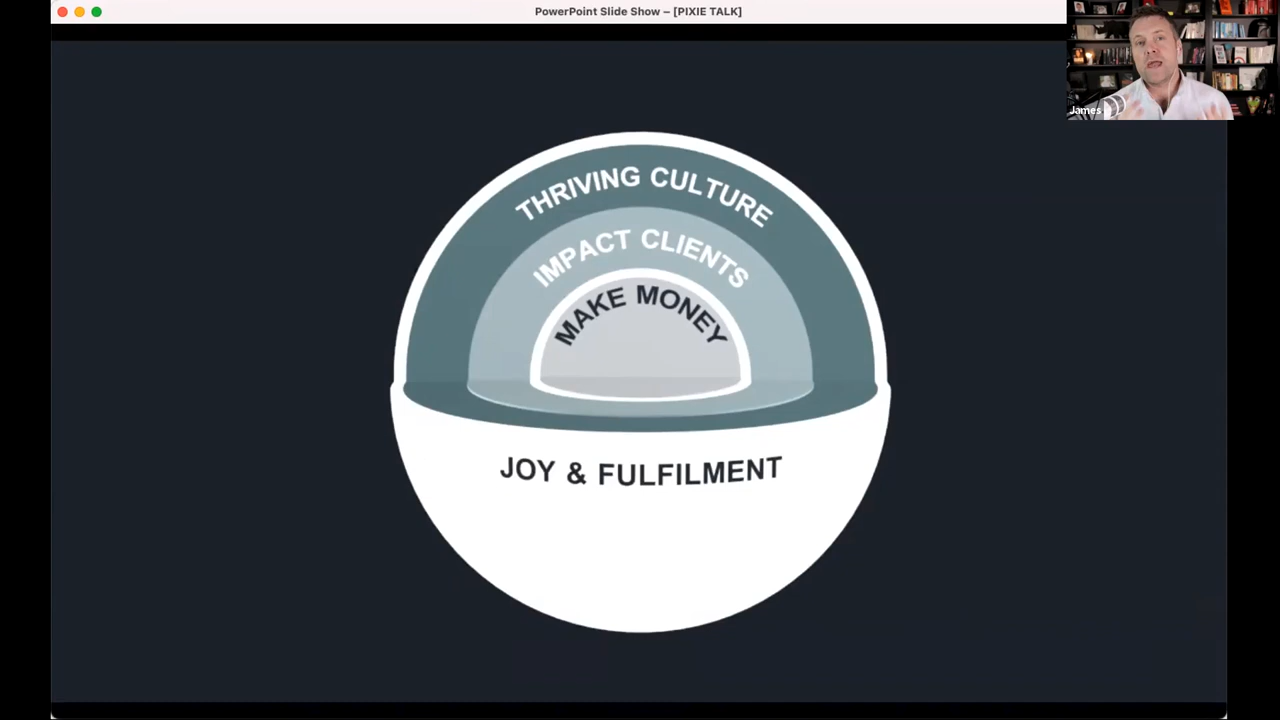 PowerPoint Slide Show – [PIXIE TALK]
James
THRIVING CULTURE
IMPACT CLIENTS
MAKE MONEY
JOY & FULFILMENT